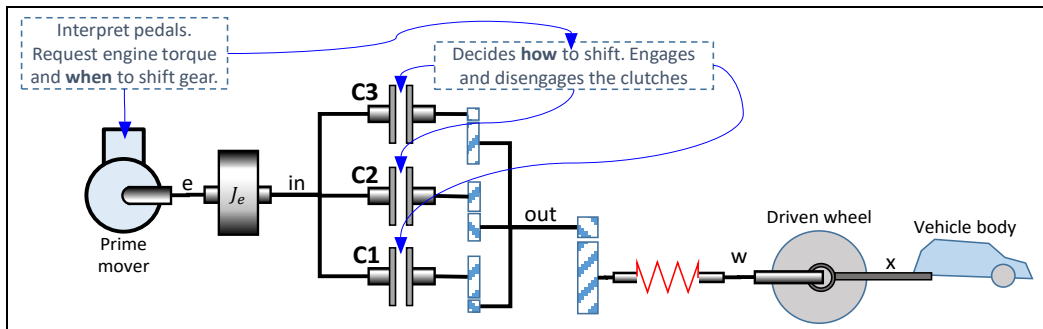 Interpret pedals.
Request engine torque
and when to shift gear.
Decides how to shift. Engages
and disengages the clutches
C3
C2
C1
e
J_e
in
out
Prime
mover
Driven wheel
Vehicle body
w
x